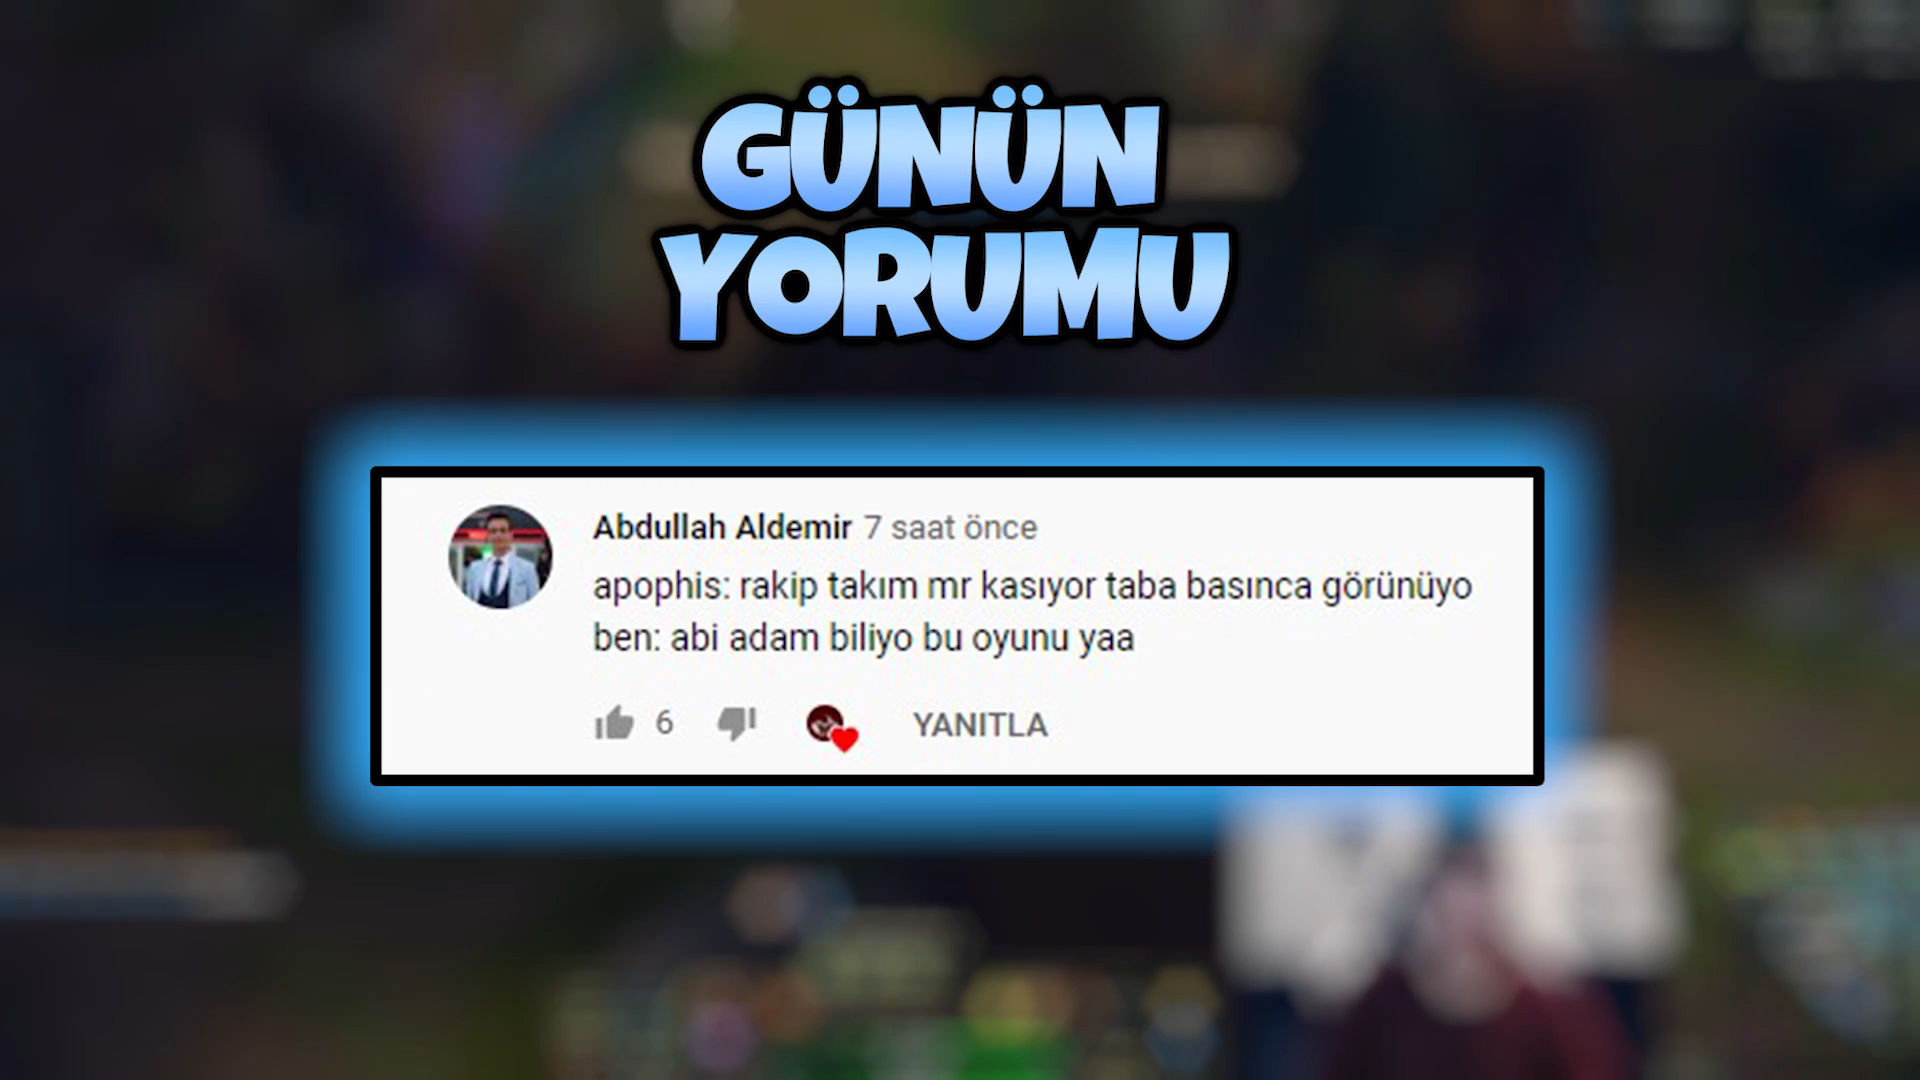 GÜNÜN
YORUMU
Abdullah Aldemir 7 saat önce
apophis: rakip takım mr kasıyor taba basınca görünüyo
ben: abi adam biliyo bu oyunu yaa
6 YANITLA